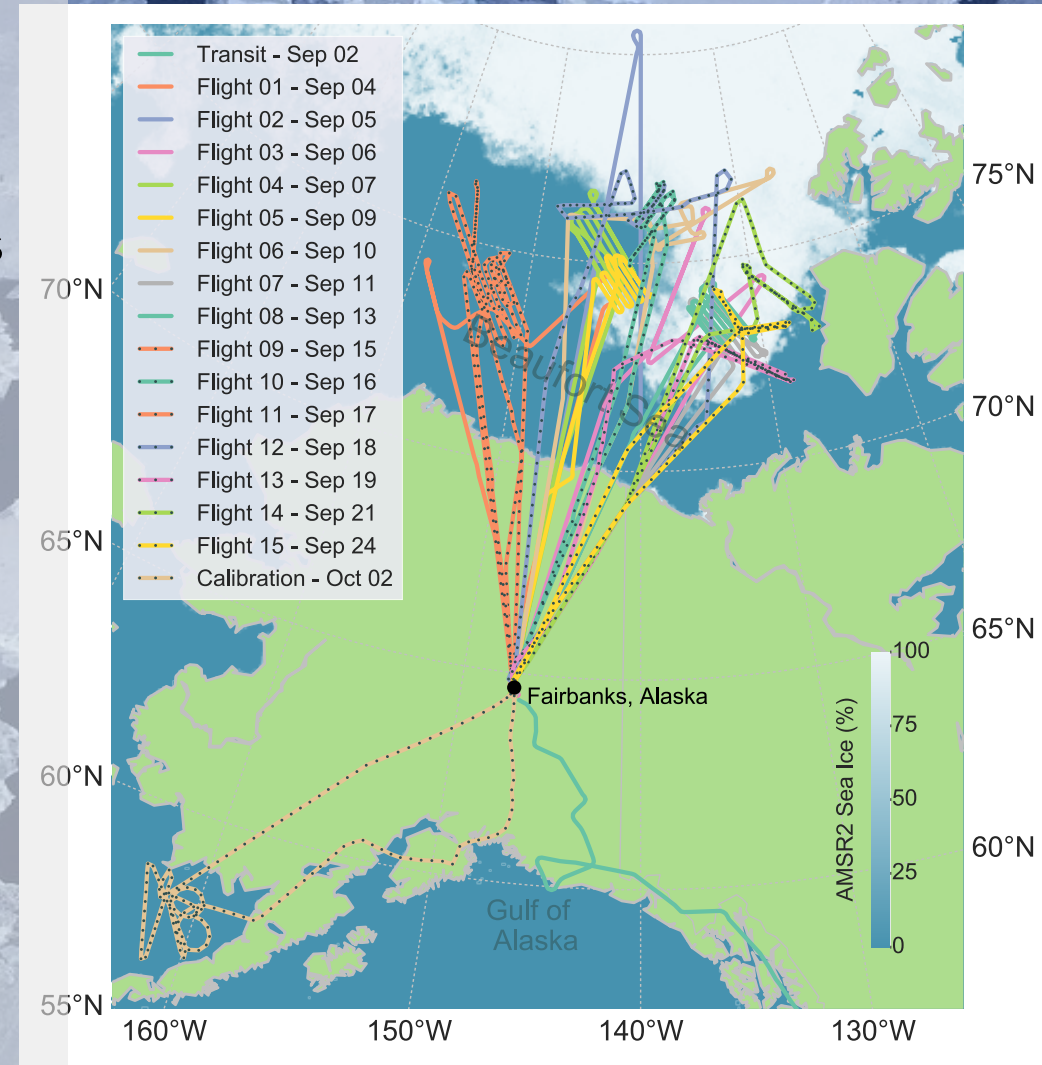 Transit - Sep 02
Flight 01 - Sep 04
Flight 02 - Sep 05
Flight 03 - Sep 06
Flight 04 - Sep 07
Flight 05 - Sep 09
Flight 06 - Sep 10
Flight 07 - Sep 11
Flight 08 - Sep 13
Flight 09 - Sep 15
Flight 10 - Sep 16
Flight 11 - Sep 17
Flight 12 - Sep 18
Flight 13 - Sep 19
Flight 14 - Sep 21
Flight 15 - Sep 24
Calibration - Oct 02
75°N
70°N
70°N
Beaufort Sea
65°N
65°N
Fairbanks, Alaska
AMSR2 Sea Ice (%)
100
75
50
25
0
60°N
60°N
Gulf of
Alaska
55°N
160°W
150°W
140°W
130°W